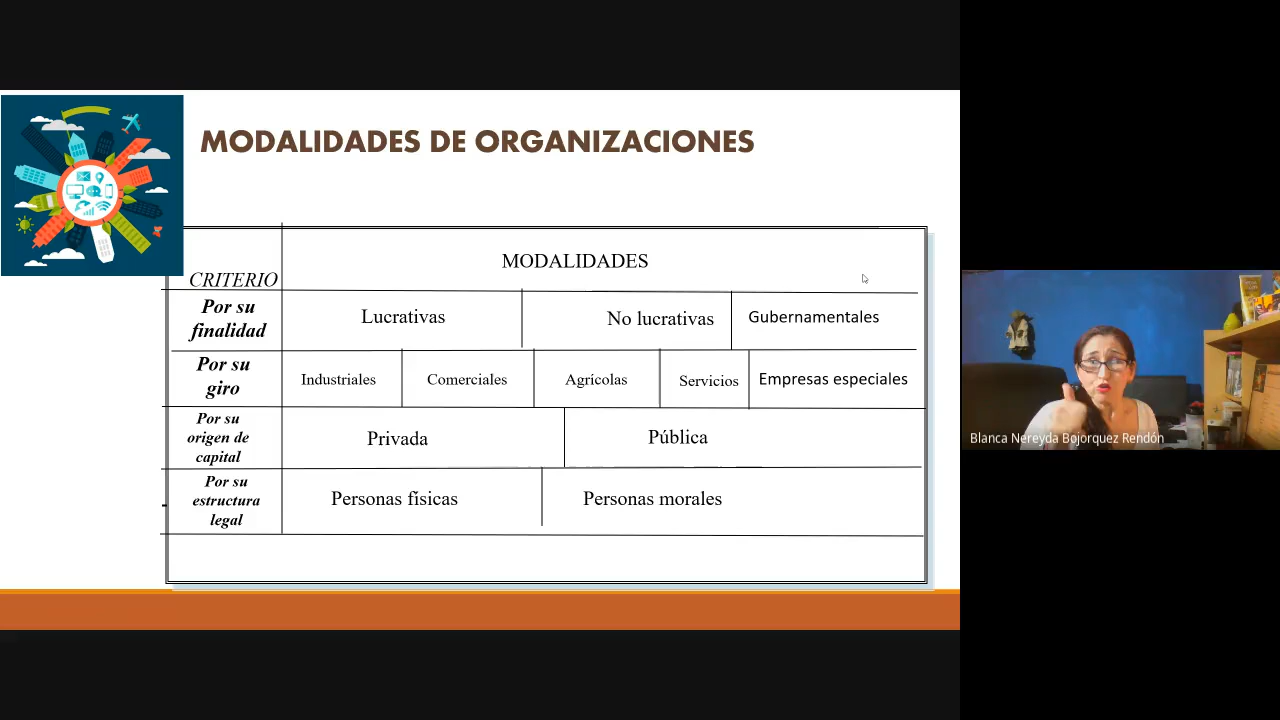 MODALIDADES DE ORGANIZACIONES
CRITERIO
MODALIDADES
Por su
finalidad
Lucrativas
No lucrativas
Gubernamentales
Por su
giro
Industriales
Comerciales
Agrícolas
Servicios
Empresas especiales
Por su
origen de
capital
Privada
Pública
Por su
estructura
legal
Personas físicas
Personas morales
Blanca Nereyda Bojorquez Rendón